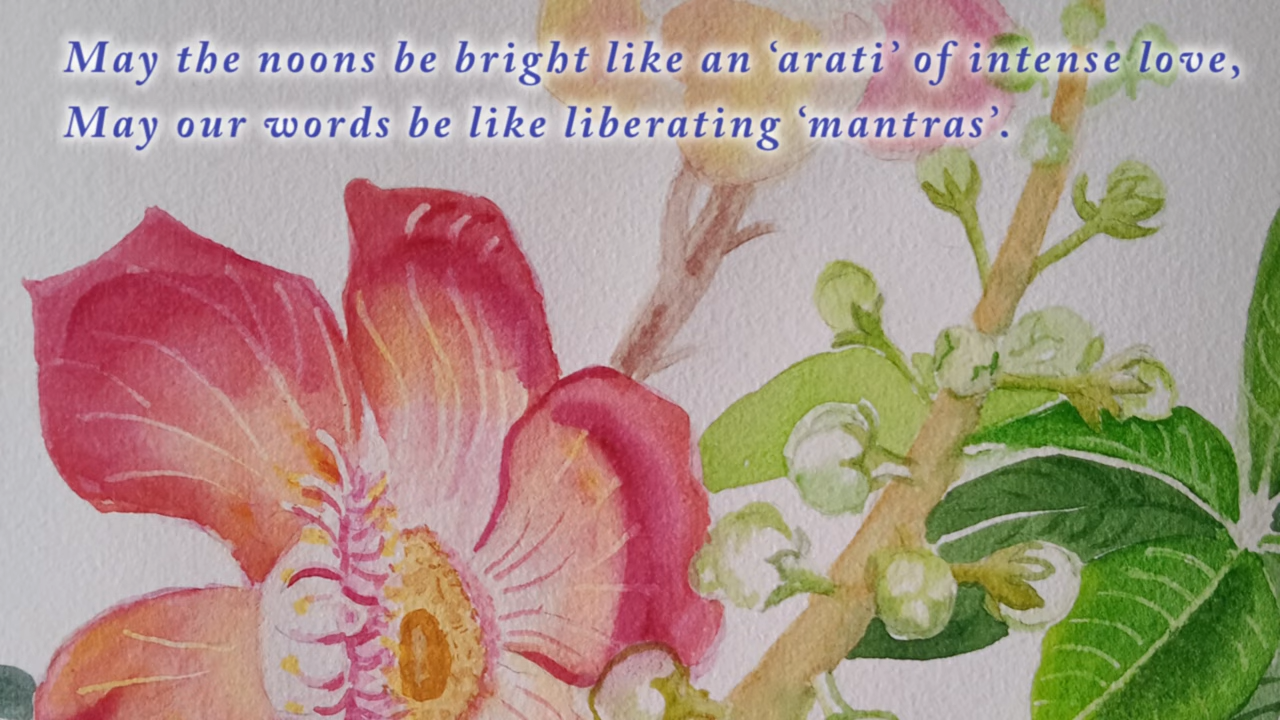 May the noons be bright like an ‘arati’ of intense love,
May our words be like liberating ‘mantras’.